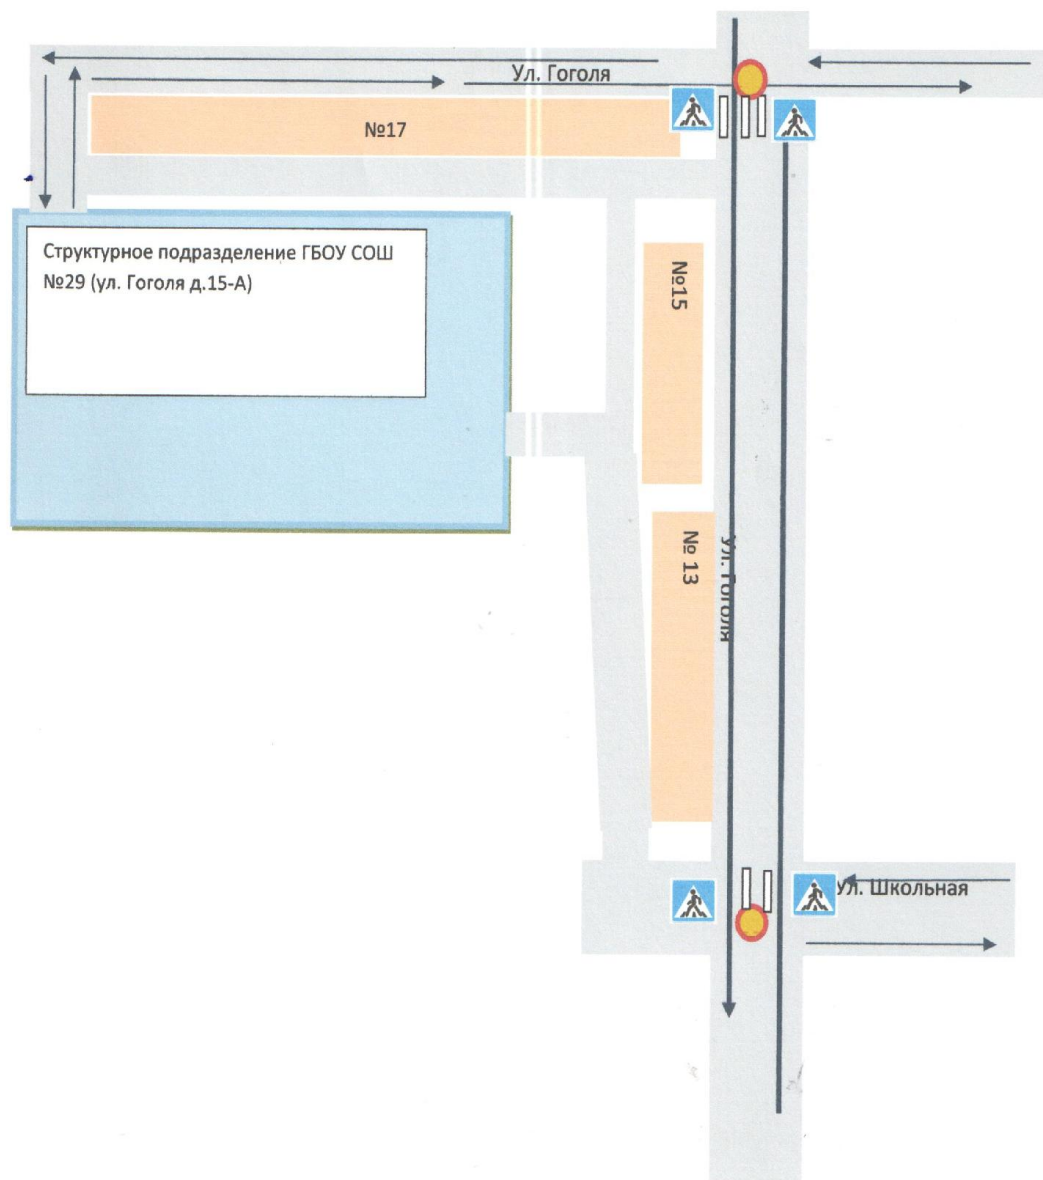 Ул. Гоголя
№17
Структурное подразделение ГБОУ СОШ
№29 (ул. Гоголя д.15-А)
№15
№ 13
Ул. Гоголя
Ул. Школьная